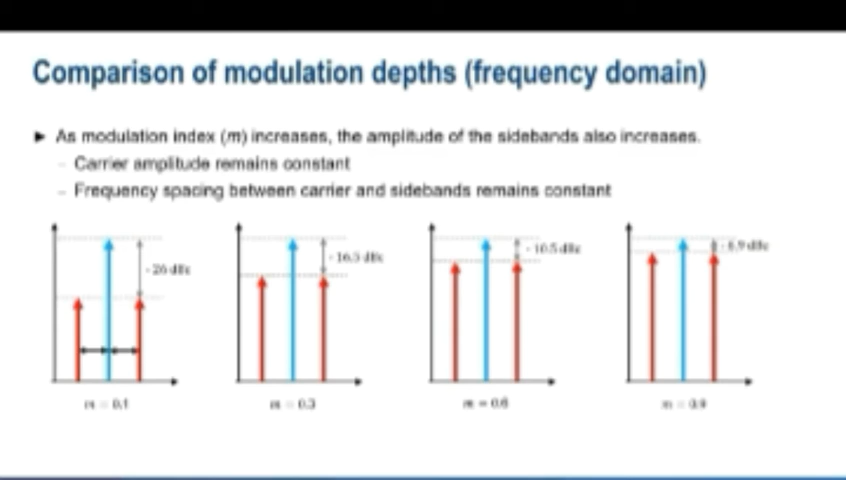 Comparison of modulation depths (frequency domain)
► As modulation index (m) increases, the amplitude of the sidebands also increases.
– Carrier amplitude remains constant
– Frequency spacing between carrier and sidebands remains constant
- 26 dBc
- 16.5 dBc
- 10.5 dBc
- 6.9 dBc
m = 0.1
m = 0.3
m = 0.6
m = 0.9